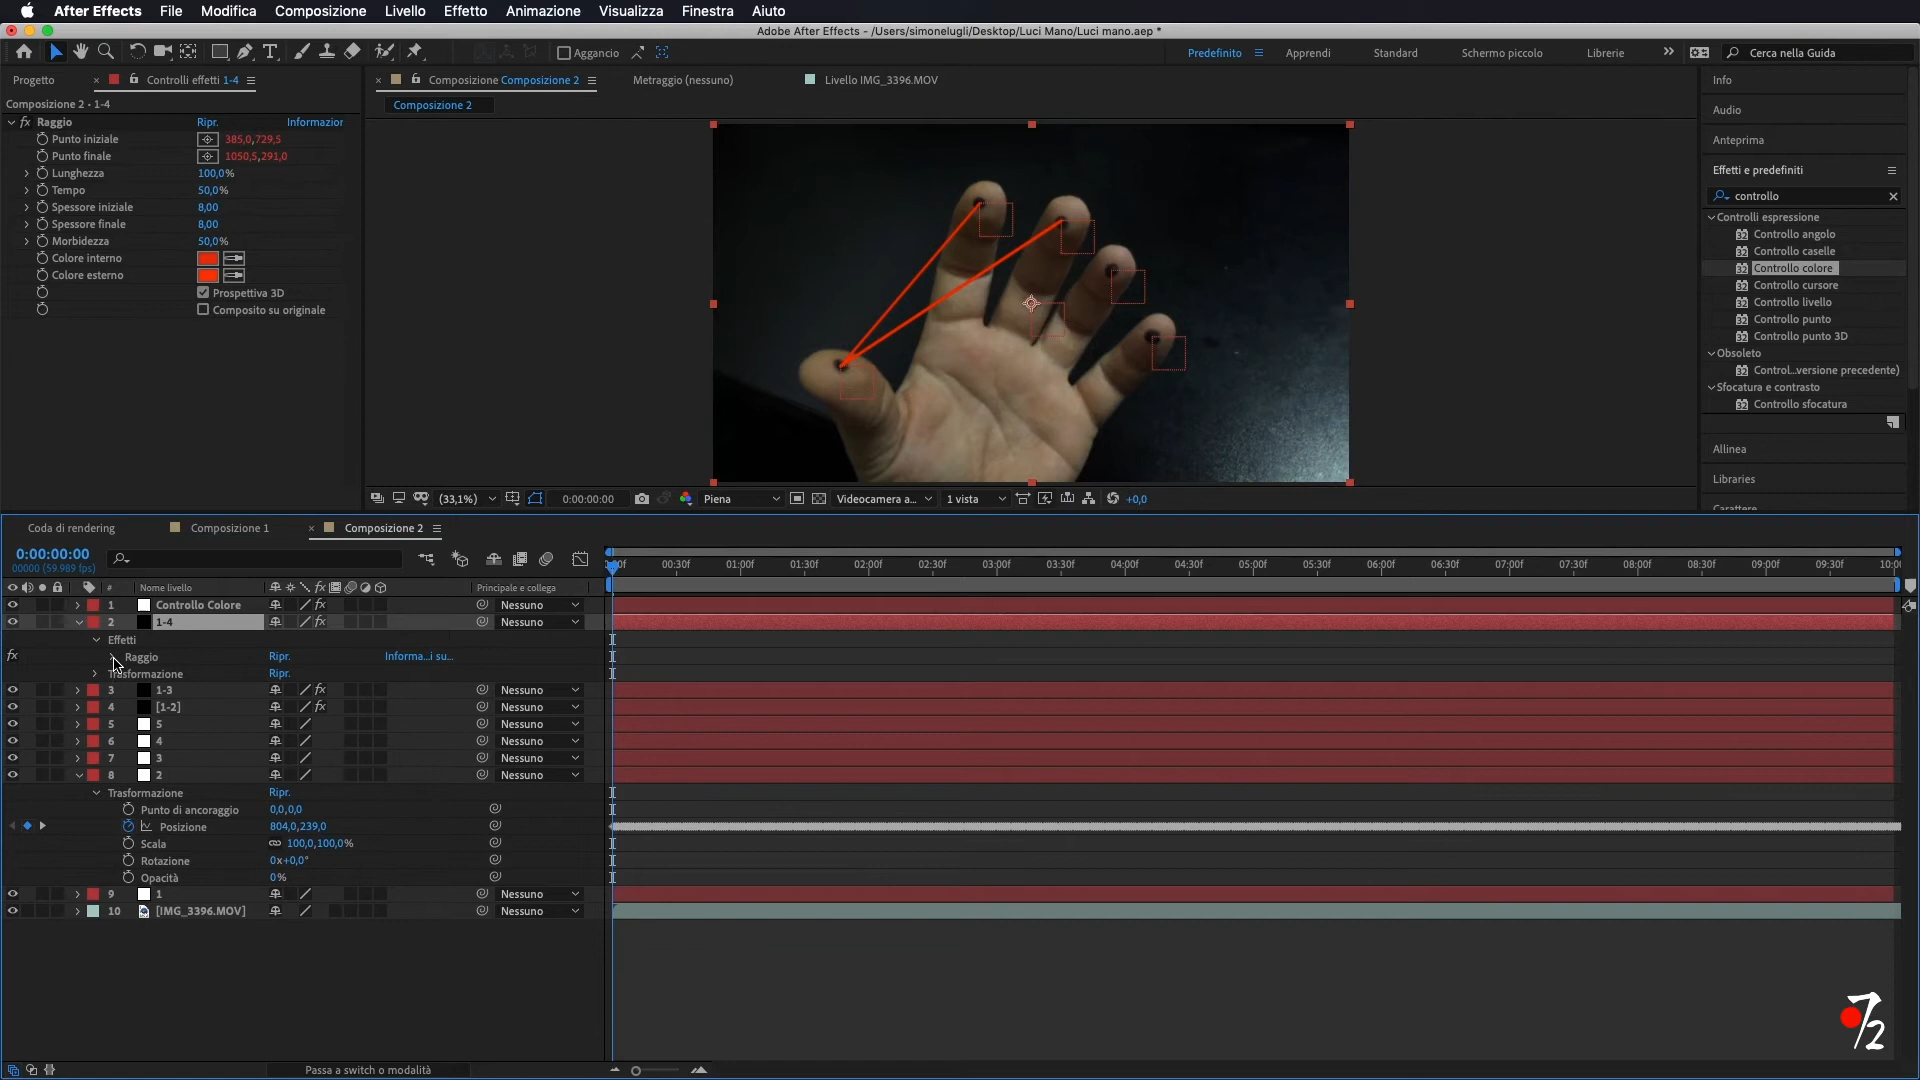 After Effects File Modifica Composizione Livello Effetto Animazione Visualizza Finestra Aiuto
Adobe After Effects - /Users/simonelugli/Desktop/Luci Mano/Luci mano.aep *
Aggancio
Predefinito Apprendi Standard Schermo piccolo Librerie
Cerca nella Guida
Progetto
Controlli effetti 1-4
Composizione Composizione 2
Metraggio (nessuno)
Livello IMG_3396.MOV
Composizione 2 - 1-4
Composizione 2
fx Raggio Ripr. Informazior
Punto iniziale 385,0,729,5
Punto finale 1050,5,291,0
Lunghezza 100,0%
Tempo 50,0%
Spessore iniziale 8,00
Spessore finale 8,00
Morbidezza 50,0%
Colore interno
Colore esterno
Prospettiva 3D
Composito su originale
(33,1%) 0:00:00:00 Piena Videocamera a... 1 vista +0,0
Info
Audio
Anteprima
Effetti e predefiniti
controllo
Controlli espressione
Controllo angolo
Controllo caselle
Controllo colore
Controllo cursore
Controllo livello
Controllo punto
Controllo punto 3D
Obsoleto
Control...versione precedente)
Sfocatura e contrasto
Controllo sfocatura
Allinea
Libraries
Carattere
Coda di rendering Composizione 1 Composizione 2
0:00:00:00
00000 (59.989 fps)
00:30f 01:00f 01:30f 02:00f 02:30f 03:00f 03:30f 04:00f 04:30f 05:00f 05:30f 06:00f 06:30f 07:00f 07:30f 08:00f 08:30f 09:00f 09:30f 10:00
# Nome livello fx Principale e collega
1 Controllo Colore fx Nessuno
2 1-4 fx Nessuno
Effetti
fx Raggio Ripr. Informa...i su...
Trasformazione Ripr.
3 1-3 fx Nessuno
4 [1-2] fx Nessuno
5 5 Nessuno
6 4 Nessuno
7 3 Nessuno
8 2 Nessuno
Trasformazione Ripr.
Punto di ancoraggio 0,0,0,0
Posizione 804,0,239,0
Scala 100,0,100,0%
Rotazione 0x+0,0°
Opacità 0%
9 1 Nessuno
10 [IMG_3396.MOV] Nessuno
Passa a switch o modalità
7/2